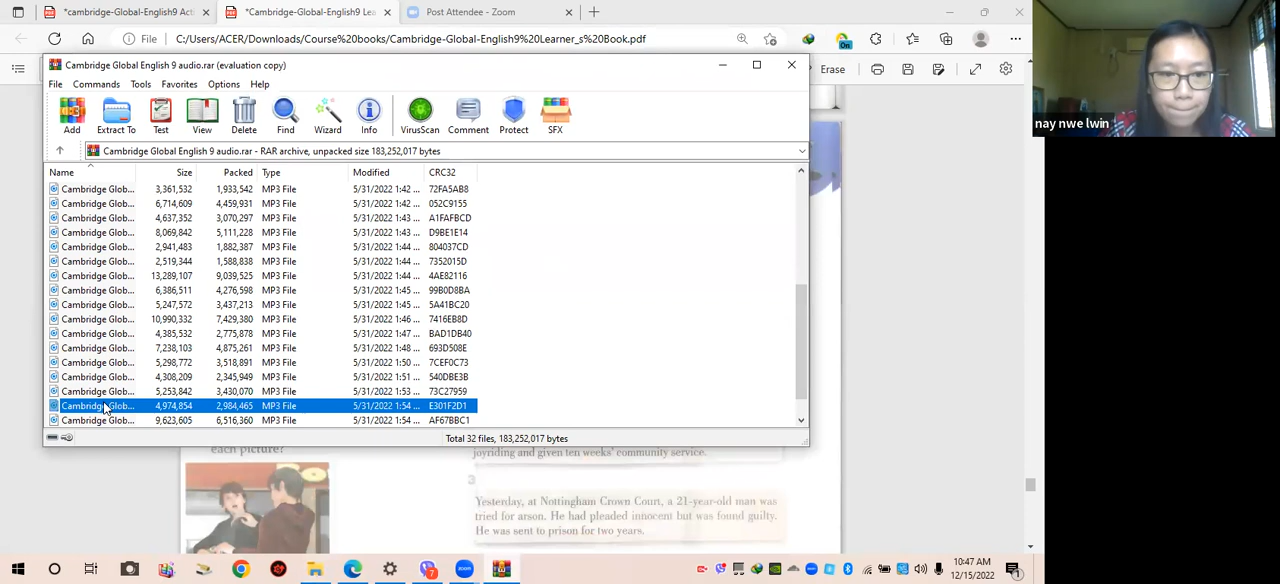 *cambridge-Global-English9 Acti
*cambridge-Global-English9 Lea
Post Attendee - Zoom
File
C:/Users/ACER/Downloads/Course%20books/Cambridge-Global-English9%20Learner_s%20Book.pdf
on
Cambridge Global English 9 audio.rar (evaluation copy)
Erase
File Commands Tools Favorites Options Help
Add Extract To Test View Delete Find Wizard Info VirusScan Comment Protect SFX
Cambridge Global English 9 audio.rar - RAR archive, unpacked size 183,252,017 bytes
Name Size Packed Type Modified CRC32
Cambridge Glob... 3,361,532 1,933,542 MP3 File 5/31/2022 1:42 ... 72FA5AB8
Cambridge Glob... 6,714,609 4,459,931 MP3 File 5/31/2022 1:42 ... 052C9155
Cambridge Glob... 4,637,352 3,070,297 MP3 File 5/31/2022 1:43 ... A1FAFBCD
Cambridge Glob... 8,069,842 5,111,228 MP3 File 5/31/2022 1:43 ... D9BE1E14
Cambridge Glob... 2,941,483 1,882,387 MP3 File 5/31/2022 1:44 ... 804037CD
Cambridge Glob... 2,519,344 1,588,838 MP3 File 5/31/2022 1:44 ... 7352015D
Cambridge Glob... 13,289,107 9,039,525 MP3 File 5/31/2022 1:44 ... 4AE82116
Cambridge Glob... 6,386,511 4,276,598 MP3 File 5/31/2022 1:45 ... 99B0D8BA
Cambridge Glob... 5,247,572 3,437,213 MP3 File 5/31/2022 1:45 ... 5A41BC20
Cambridge Glob... 10,990,332 7,429,380 MP3 File 5/31/2022 1:46 ... 7416EB8D
Cambridge Glob... 4,385,532 2,775,878 MP3 File 5/31/2022 1:47 ... BAD1DB40
Cambridge Glob... 7,238,103 4,875,261 MP3 File 5/31/2022 1:48 ... 693D508E
Cambridge Glob... 5,298,772 3,518,891 MP3 File 5/31/2022 1:50 ... 7CEF0C73
Cambridge Glob... 4,308,209 2,345,949 MP3 File 5/31/2022 1:51 ... 540DBE3B
Cambridge Glob... 5,253,842 3,430,070 MP3 File 5/31/2022 1:53 ... 73C27959
Cambridge Glob... 4,974,854 2,984,465 MP3 File 5/31/2022 1:54 ... E301F2D1
Cambridge Glob... 9,623,605 6,516,360 MP3 File 5/31/2022 1:54 ... AF67BBC1
Total 32 files, 183,252,017 bytes
each picture?
joyriding and given ten weeks' community service.
3
Yesterday, at Nottingham Crown Court, a 21-year-old man was
tried for arson. He had pleaded innocent but was found guilty.
He was sent to prison for two years.
nay nwe lwin
7
zoom
10:47 AM
12/15/2022
1